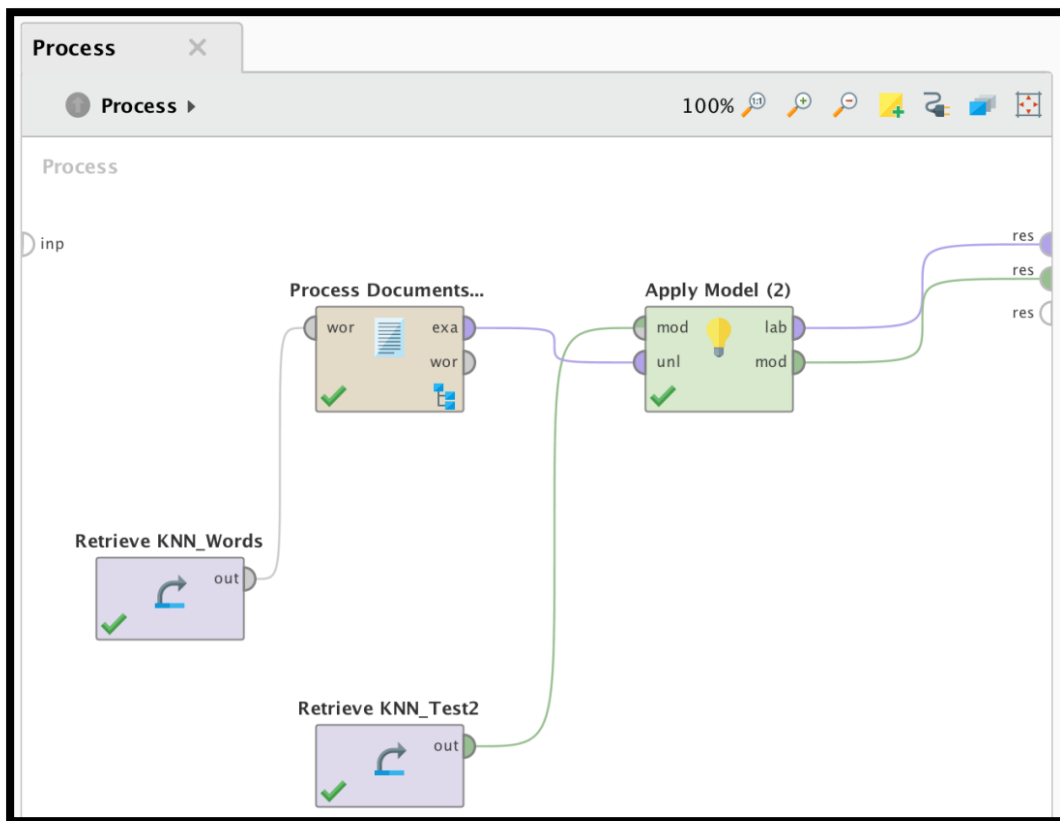 Process
Process
100%
Process
inp
res
res
res
Process Documents...
wor
exa
wor
Apply Model (2)
mod
lab
unl
mod
Retrieve KNN_Words
out
Retrieve KNN_Test2
out